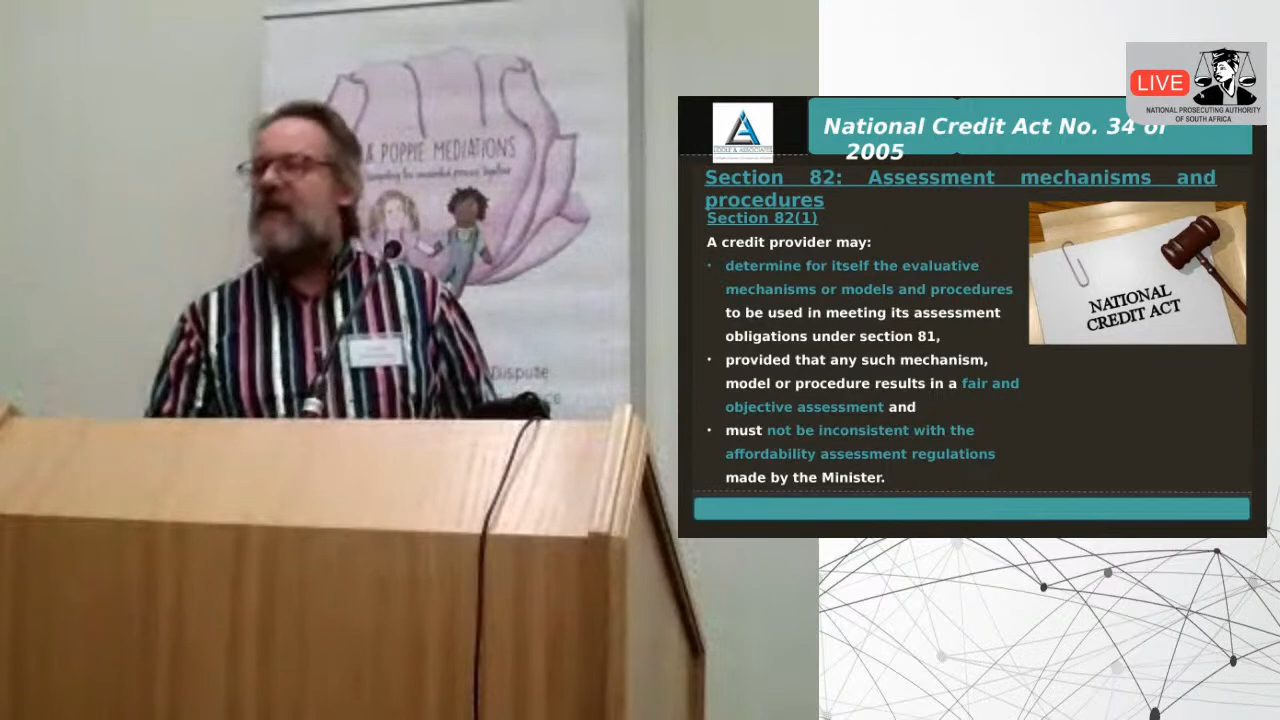 & POPPIE MEDIATIONS
Dispute
LIVE
NATIONAL PROSECUTING AUTHORITY
OF SOUTH AFRICA
National Credit Act No. 34 of
2005
Section 82: Assessment mechanisms and
procedures
Section 82(1)
A credit provider may:
• determine for itself the evaluative
mechanisms or models and procedures
to be used in meeting its assessment
obligations under section 81,
• provided that any such mechanism,
model or procedure results in a fair and
objective assessment and
• must not be inconsistent with the
affordability assessment regulations
made by the Minister.
NATIONAL
CREDIT ACT